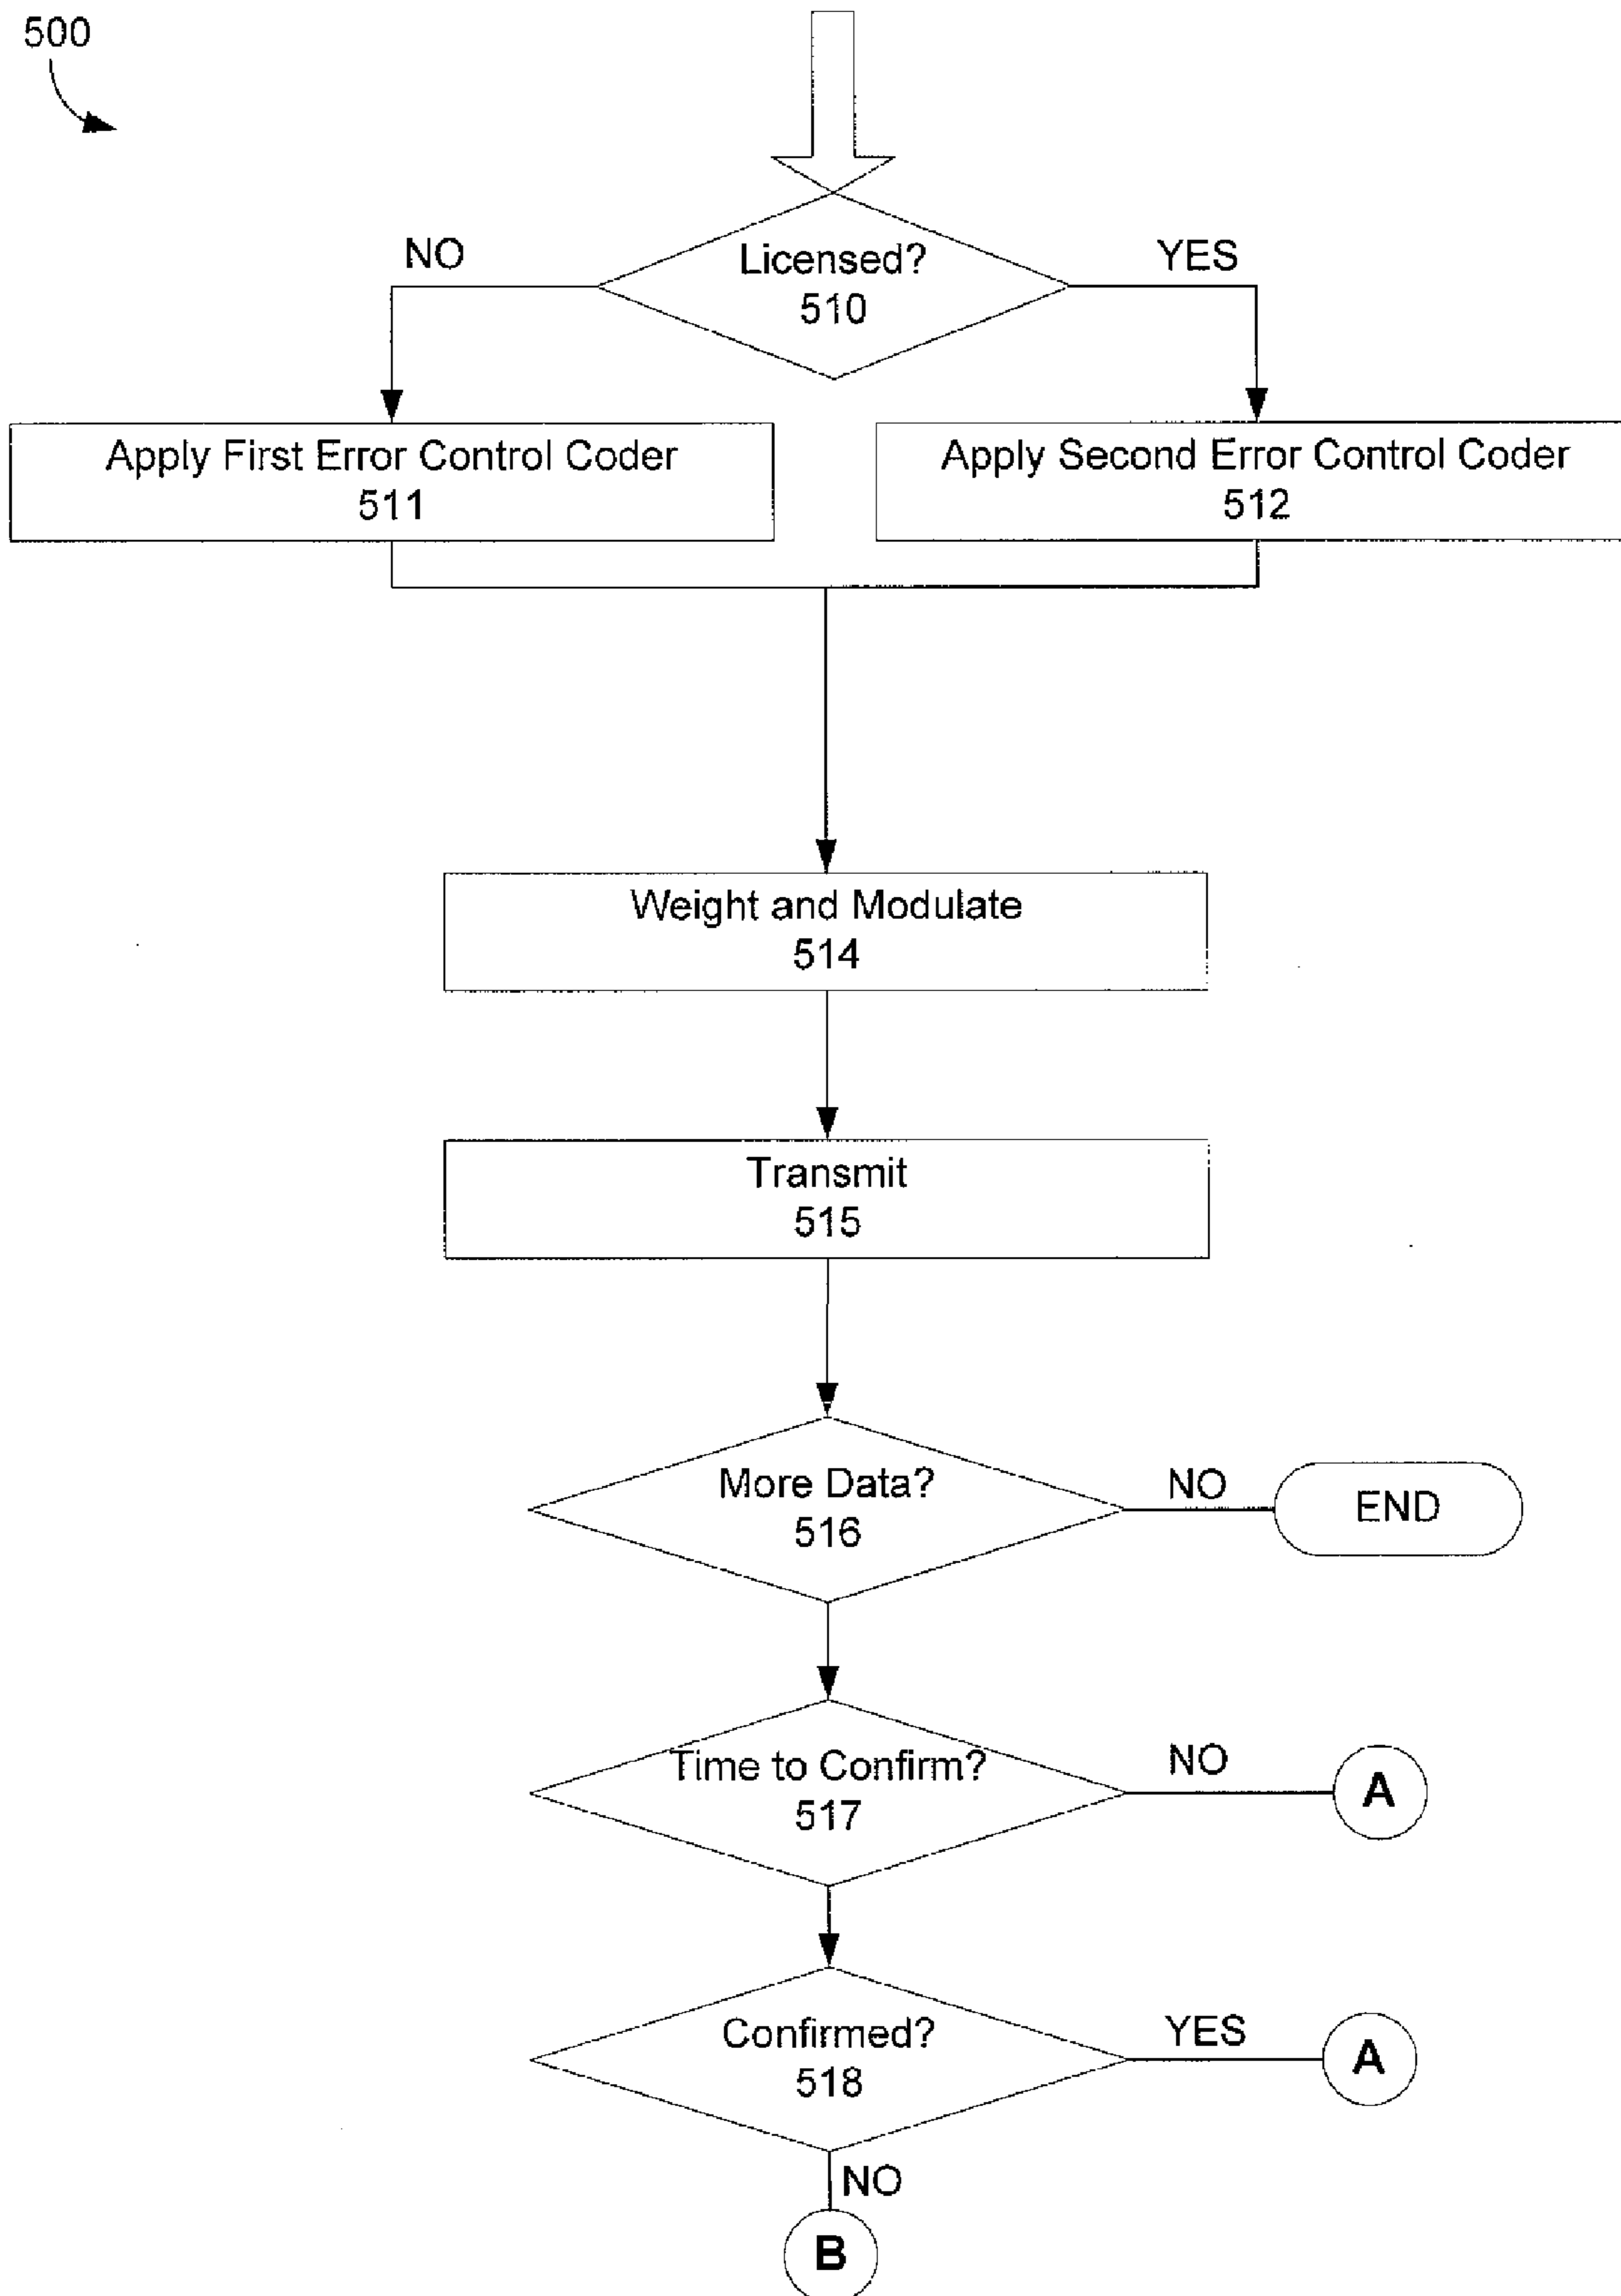 500
Licensed?
510
NO
YES
Apply First Error Control Coder
511
Apply Second Error Control Coder
512
Weight and Modulate
514
Transmit
515
More Data?
516
NO
END
Time to Confirm?
517
NO
A
Confirmed?
518
YES
A
NO
B